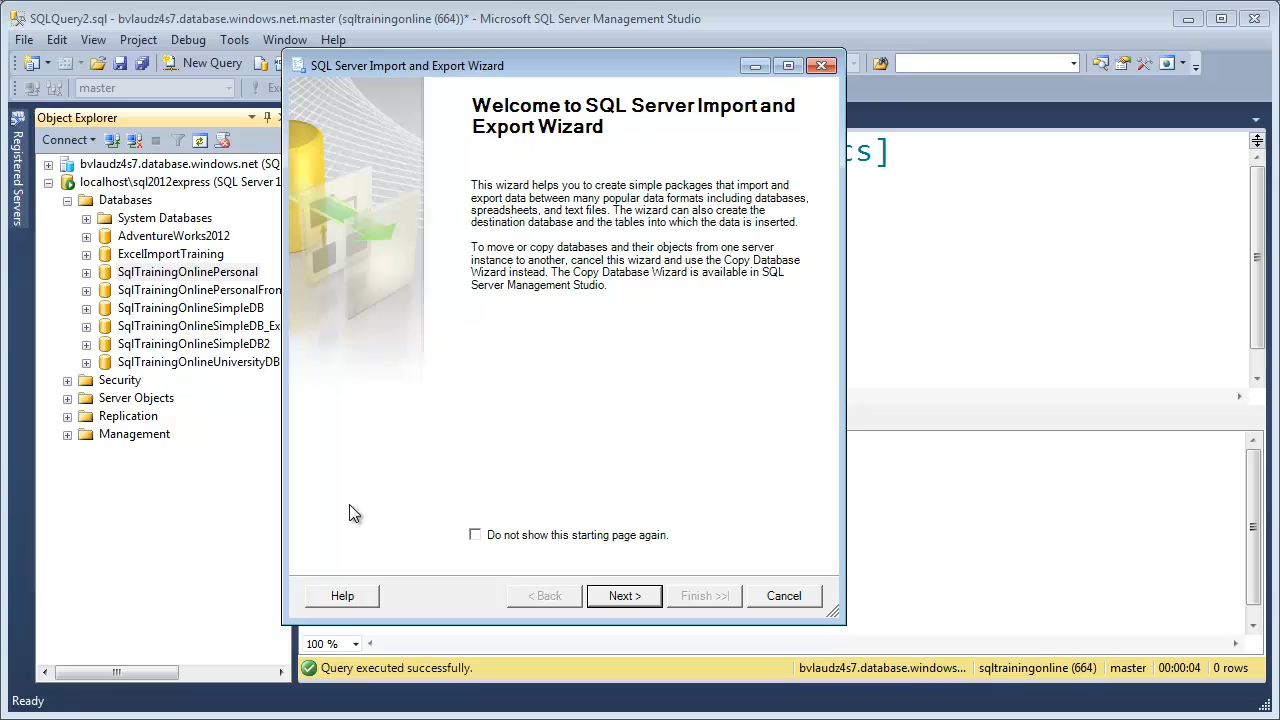 SQLQuery2.sql - bvlaudz4s7.database.windows.net.master (sqltrainingonline (664))* - Microsoft SQL Server Management Studio
File Edit View Project Debug Tools Window Help
New Query
master
SQL Server Import and Export Wizard
Object Explorer
Connect
Registered Servers
bvlaudz4s7.database.windows.net (SQ
localhost\sql2012express (SQL Server 1
Databases
System Databases
AdventureWorks2012
ExcelImportTraining
SqlTrainingOnlinePersonal
SqlTrainingOnlinePersonalFron
SqlTrainingOnlineSimpleDB
SqlTrainingOnlineSimpleDB_Ex
SqlTrainingOnlineSimpleDB2
SqlTrainingOnlineUniversityDB
Security
Server Objects
Replication
Management
Welcome to SQL Server Import and
Export Wizard
This wizard helps you to create simple packages that import and
export data between many popular data formats including databases,
spreadsheets, and text files. The wizard can also create the
destination database and the tables into which the data is inserted.
To move or copy databases and their objects from one server
instance to another, cancel this wizard and use the Copy Database
Wizard instead. The Copy Database Wizard is available in SQL
Server Management Studio.
Do not show this starting page again.
Help < Back Next > Finish >>| Cancel
cs]
100 %
Query executed successfully. bvlaudz4s7.database.windows... sqltrainingonline (664) master 00:00:04 0 rows
Ready